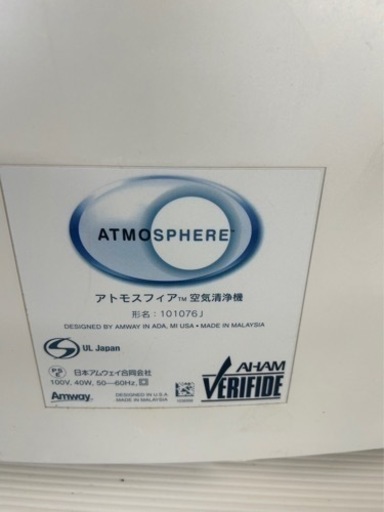 ATMOSPHERE™
アトモスフィア™ 空気清浄機
形名：101076J
DESIGNED BY AMWAY IN ADA, MI USA • MADE IN MALAYSIA
S
UL Japan
PSE
日本アムウェイ合同会社
100V, 40W, 50—60Hz,
Amway
DESIGNED IN U.S.A.
MADE IN MALAYSIA
AHAM
VERIFIDE